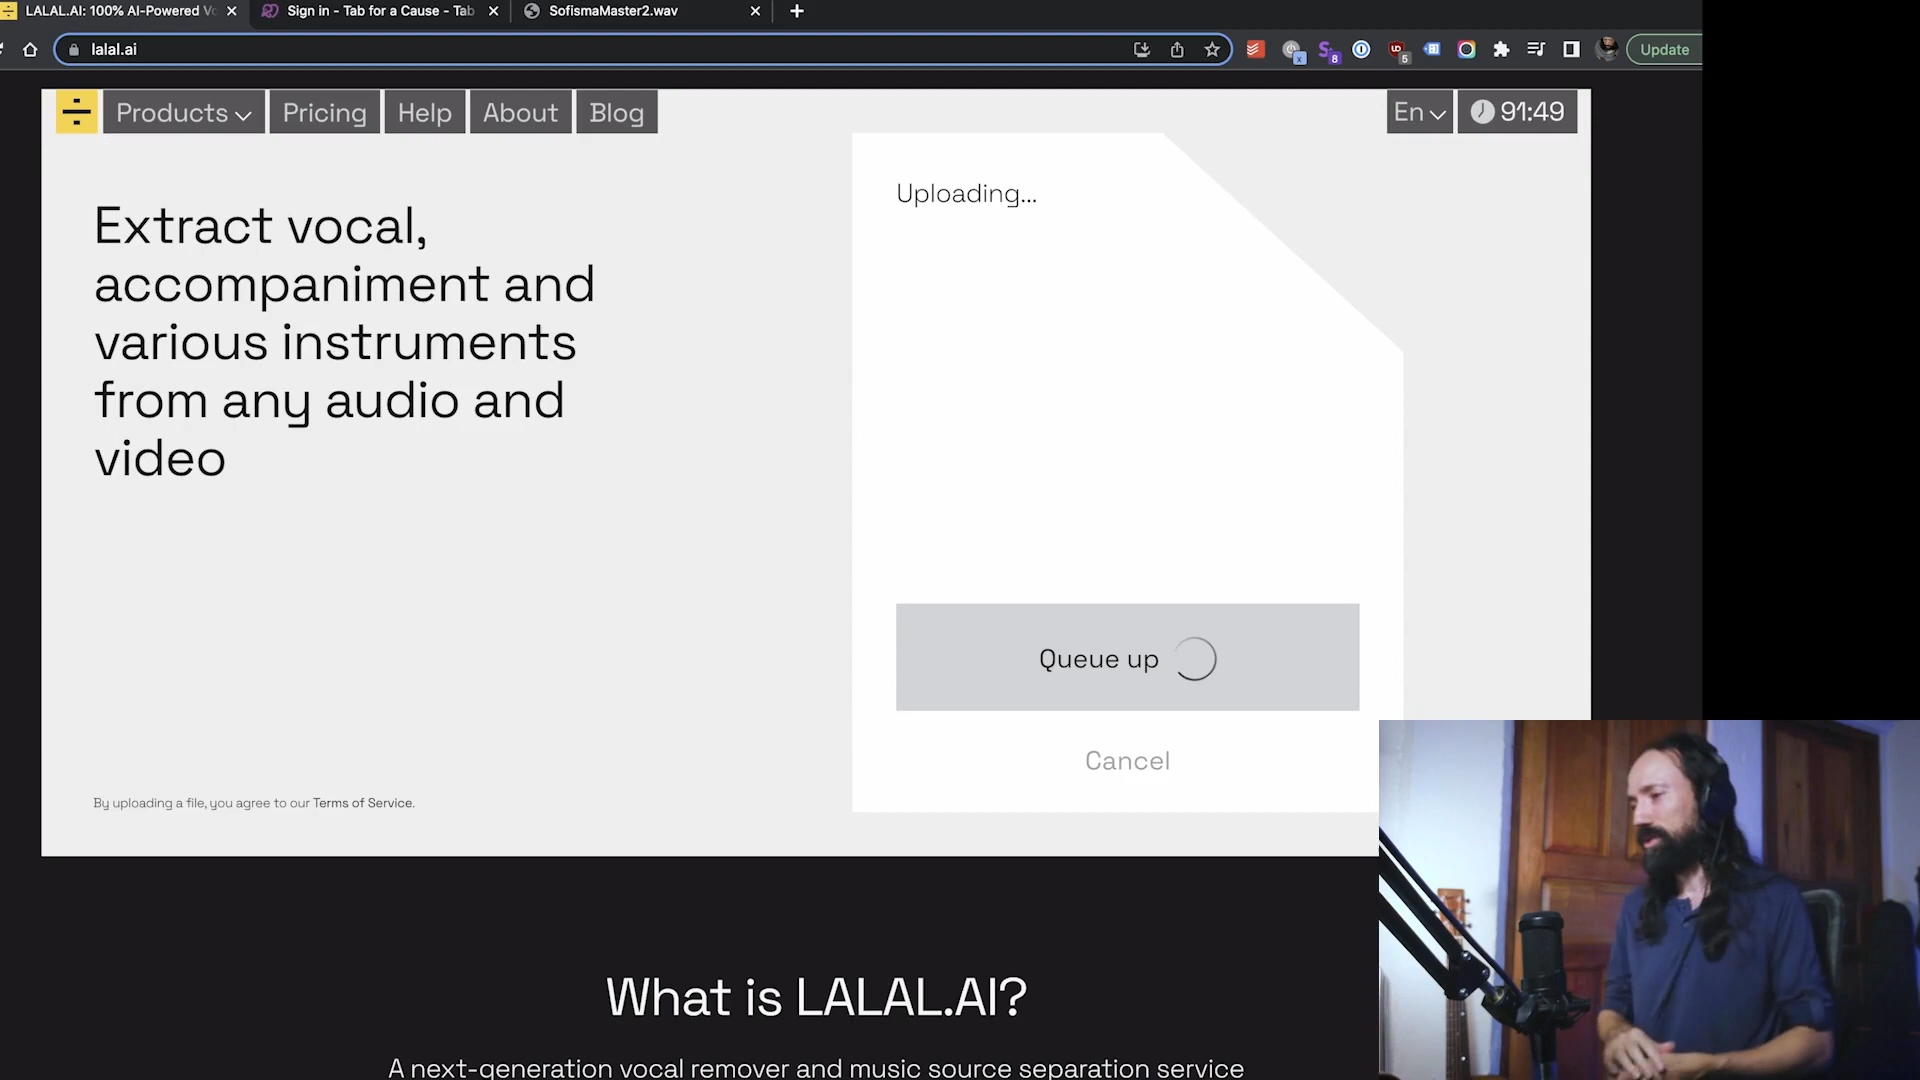 LALAL.AI: 100% AI-Powered Vo
Sign in - Tab for a Cause - Tab
SofismaMaster2.wav
lalal.ai
8
5
Update
Products
Pricing
Help
About
Blog
En
91:49
Uploading...
Extract vocal,
accompaniment and
various instruments
from any audio and
video
Queue up
Cancel
By uploading a file, you agree to our Terms of Service.
What is LALAL.AI?
A next-generation vocal remover and music source separation service